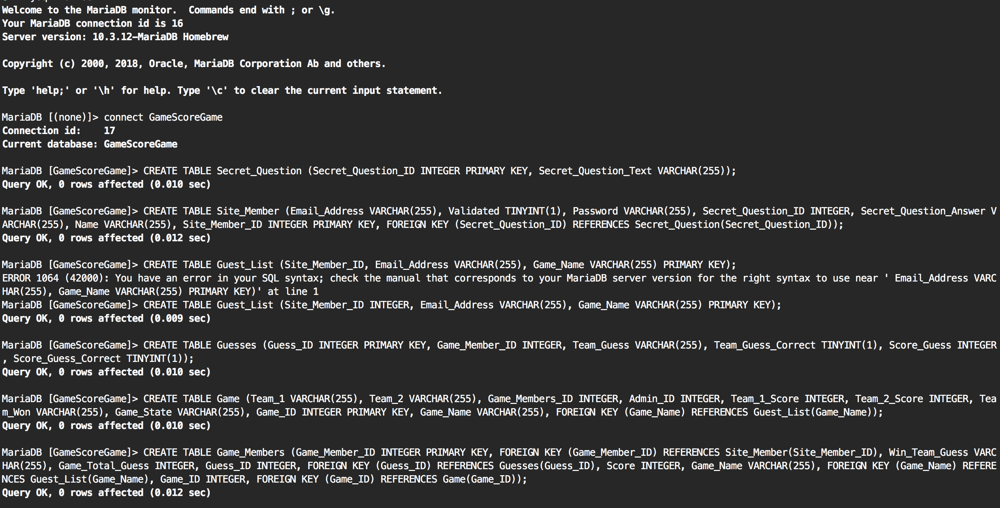 Welcome to the MariaDB monitor.  Commands end with ; or \g.
Your MariaDB connection id is 16
Server version: 10.3.12-MariaDB Homebrew

Copyright (c) 2000, 2018, Oracle, MariaDB Corporation Ab and others.

Type 'help;' or '\h' for help. Type '\c' to clear the current input statement.

MariaDB [(none)]> connect GameScoreGame
Connection id:    17
Current database: GameScoreGame

MariaDB [GameScoreGame]> CREATE TABLE Secret_Question (Secret_Question_ID INTEGER PRIMARY KEY, Secret_Question_Text VARCHAR(255));
Query OK, 0 rows affected (0.010 sec)

MariaDB [GameScoreGame]> CREATE TABLE Site_Member (Email_Address VARCHAR(255), Validated TINYINT(1), Password VARCHAR(255), Secret_Question_ID INTEGER, Secret_Question_Answer V
ARCHAR(255), Name VARCHAR(255), Site_Member_ID INTEGER PRIMARY KEY, FOREIGN KEY (Secret_Question_ID) REFERENCES Secret_Question(Secret_Question_ID));
Query OK, 0 rows affected (0.012 sec)

MariaDB [GameScoreGame]> CREATE TABLE Guest_List (Site_Member_ID, Email_Address VARCHAR(255), Game_Name VARCHAR(255) PRIMARY KEY);
ERROR 1064 (42000): You have an error in your SQL syntax; check the manual that corresponds to your MariaDB server version for the right syntax to use near ' Email_Address VARC
HAR(255), Game_Name VARCHAR(255) PRIMARY KEY)' at line 1
MariaDB [GameScoreGame]> CREATE TABLE Guest_List (Site_Member_ID INTEGER, Email_Address VARCHAR(255), Game_Name VARCHAR(255) PRIMARY KEY);
Query OK, 0 rows affected (0.009 sec)

MariaDB [GameScoreGame]> CREATE TABLE Guesses (Guess_ID INTEGER PRIMARY KEY, Game_Member_ID INTEGER, Team_Guess VARCHAR(255), Team_Guess_Correct TINYINT(1), Score_Guess INTEGER
, Score_Guess_Correct TINYINT(1));
Query OK, 0 rows affected (0.010 sec)

MariaDB [GameScoreGame]> CREATE TABLE Game (Team_1 VARCHAR(255), Team_2 VARCHAR(255), Game_Members_ID INTEGER, Admin_ID INTEGER, Team_1_Score INTEGER, Team_2_Score INTEGER, Tea
m_Won VARCHAR(255), Game_State VARCHAR(255), Game_ID INTEGER PRIMARY KEY, Game_Name VARCHAR(255), FOREIGN KEY (Game_Name) REFERENCES Guest_List(Game_Name));
Query OK, 0 rows affected (0.010 sec)

MariaDB [GameScoreGame]> CREATE TABLE Game_Members (Game_Member_ID INTEGER PRIMARY KEY, FOREIGN KEY (Game_Member_ID) REFERENCES Site_Member(Site_Member_ID), Win_Team_Guess VARC
HAR(255), Game_Total_Guess INTEGER, Guess_ID INTEGER, FOREIGN KEY (Guess_ID) REFERENCES Guesses(Guess_ID), Score INTEGER, Game_Name VARCHAR(255), FOREIGN KEY (Game_Name) REFERE
NCES Guest_List(Game_Name), Game_ID INTEGER, FOREIGN KEY (Game_ID) REFERENCES Game(Game_ID));
Query OK, 0 rows affected (0.012 sec)